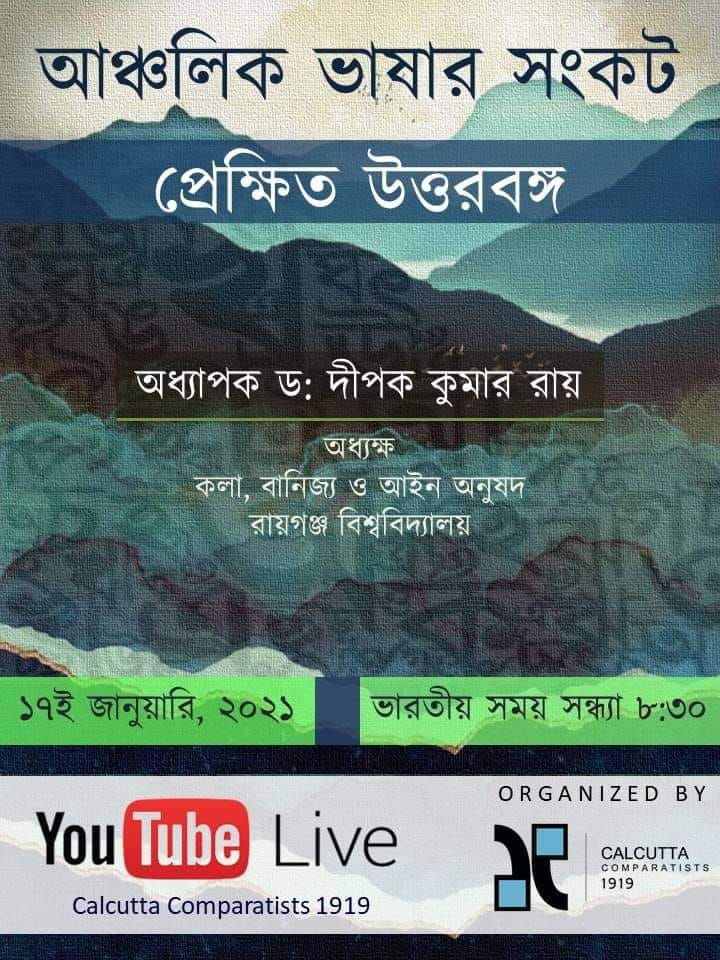 আঞ্চলিক ভাষার সংকট
প্রেক্ষিত উত্তরবঙ্গ
অধ্যাপক ড: দীপক কুমার রায়
অধ্যক্ষ
কলা, বানিজ্য ও আইন অনুষদ
রায়গঞ্জ বিশ্ববিদ্যালয়
১৭ই জানুয়ারি, ২০২১
ভারতীয় সময় সন্ধ্যা ৮:৩০
YouTube Live
Calcutta Comparatists 1919
ORGANIZED BY
CALCUTTA
COMPARATISTS
1919